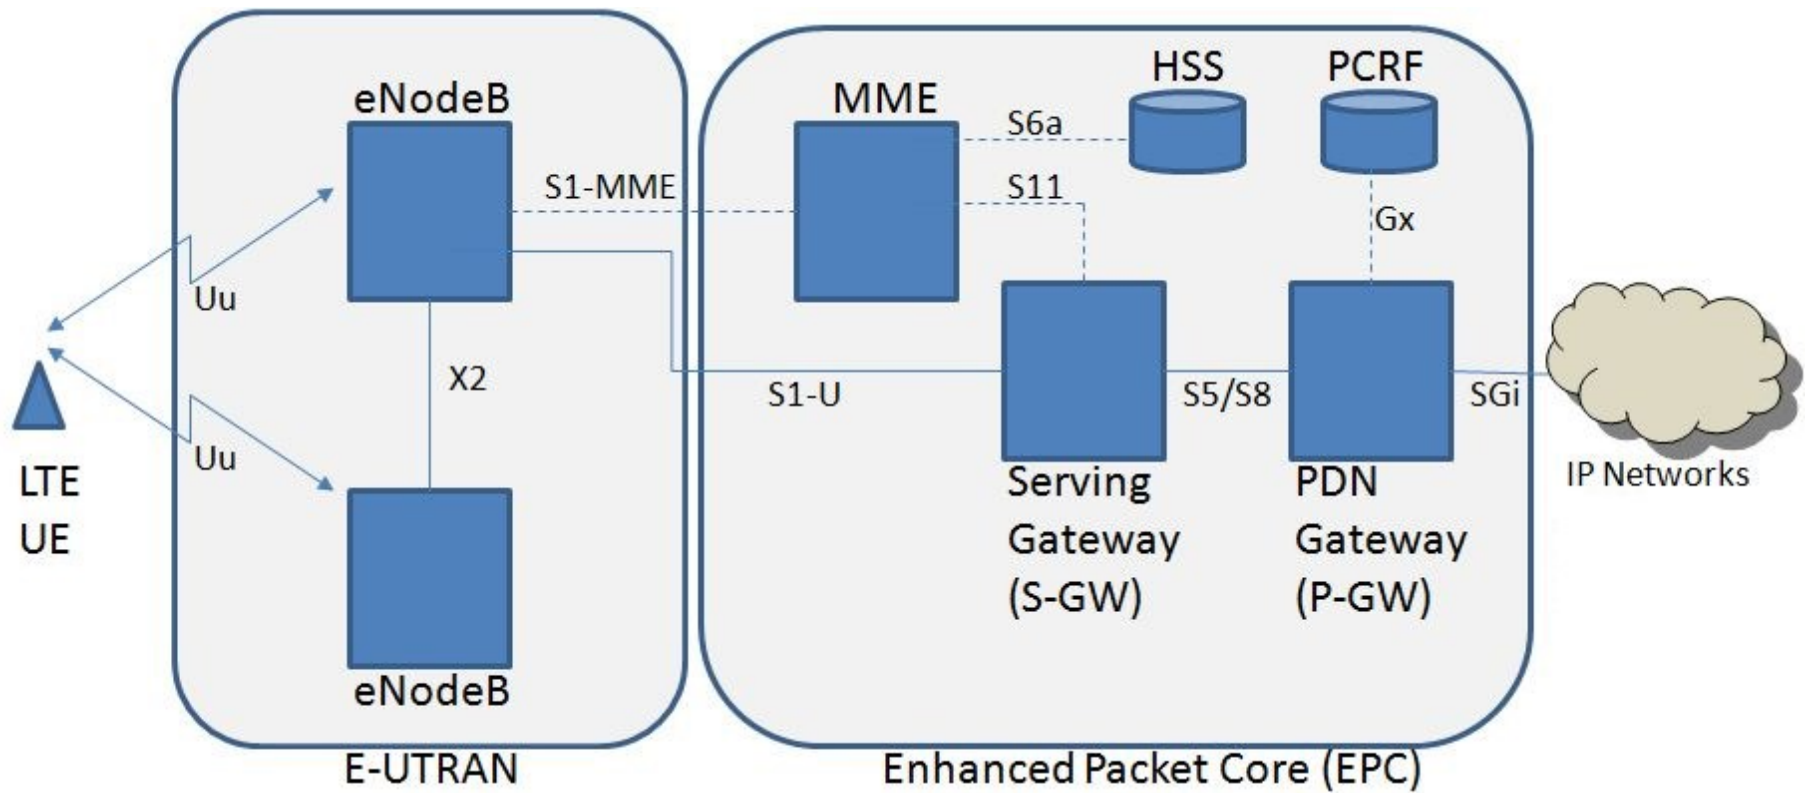 eNodeB
MME
HSS
PCRF
S6a
S1-MME
S11
Gx
Uu
X2
S1-U
S5/S8
SGi
Uu
LTE
UE
Serving
Gateway
(S-GW)
PDN
Gateway
(P-GW)
IP Networks
eNodeB
E-UTRAN
Enhanced Packet Core (EPC)